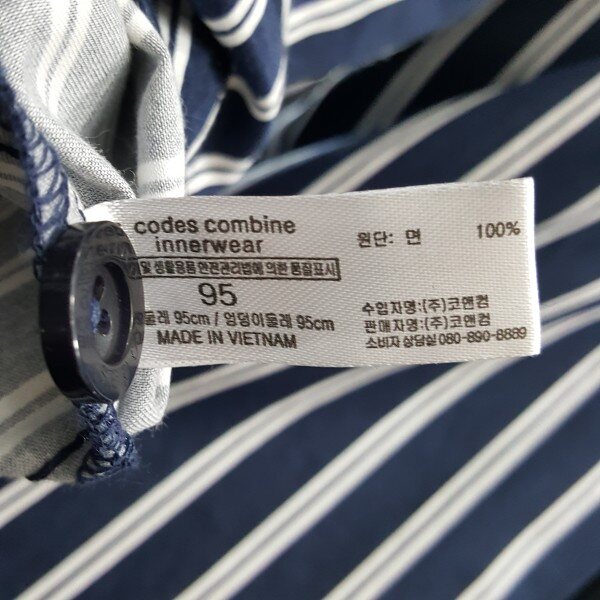 codes combine
innerwear
및 생활용품 안전관리법에 의한 품질표시
95
둘레 95cm / 엉덩이둘레 95cm
MADE IN VIETNAM
원단: 면 100%
수입자명:(주)코앤컴
판매자명:(주)코앤컴
소비자 상담실 080-890-8889